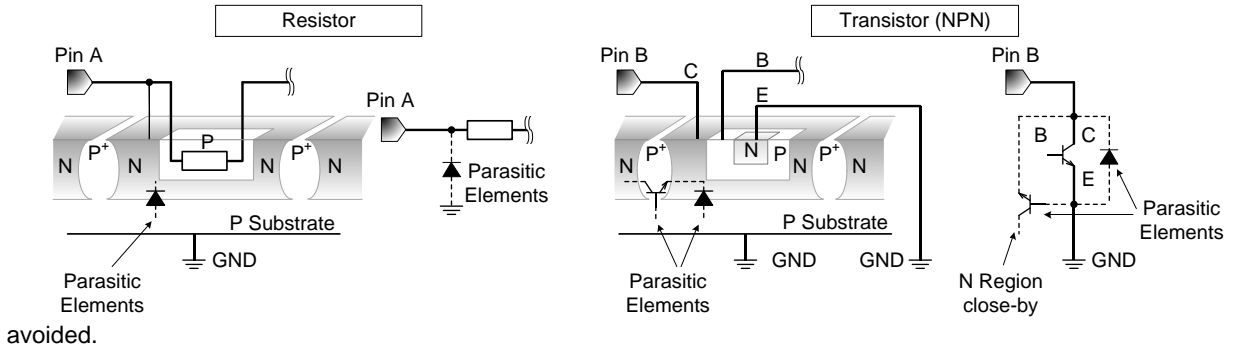 Resistor
Transistor (NPN)
Pin A
Pin B
Pin B
C
B
E
Pin A
B
C
E
N
P+
N
P
N
P+
N
N
P+
N
N
P
P+
N
Parasitic
Elements
Parasitic
Elements
P Substrate
P Substrate
GND
GND
GND
GND
Parasitic
Elements
Parasitic
Elements
N Region
close-by
avoided.